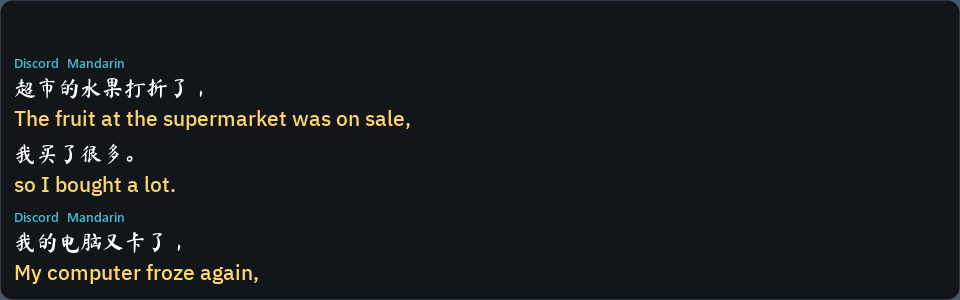 Discord Mandarin
超市的水果打折了，
The fruit at the supermarket was on sale,
我买了很多。
so I bought a lot.
Discord Mandarin
我的电脑又卡了，
My computer froze again,